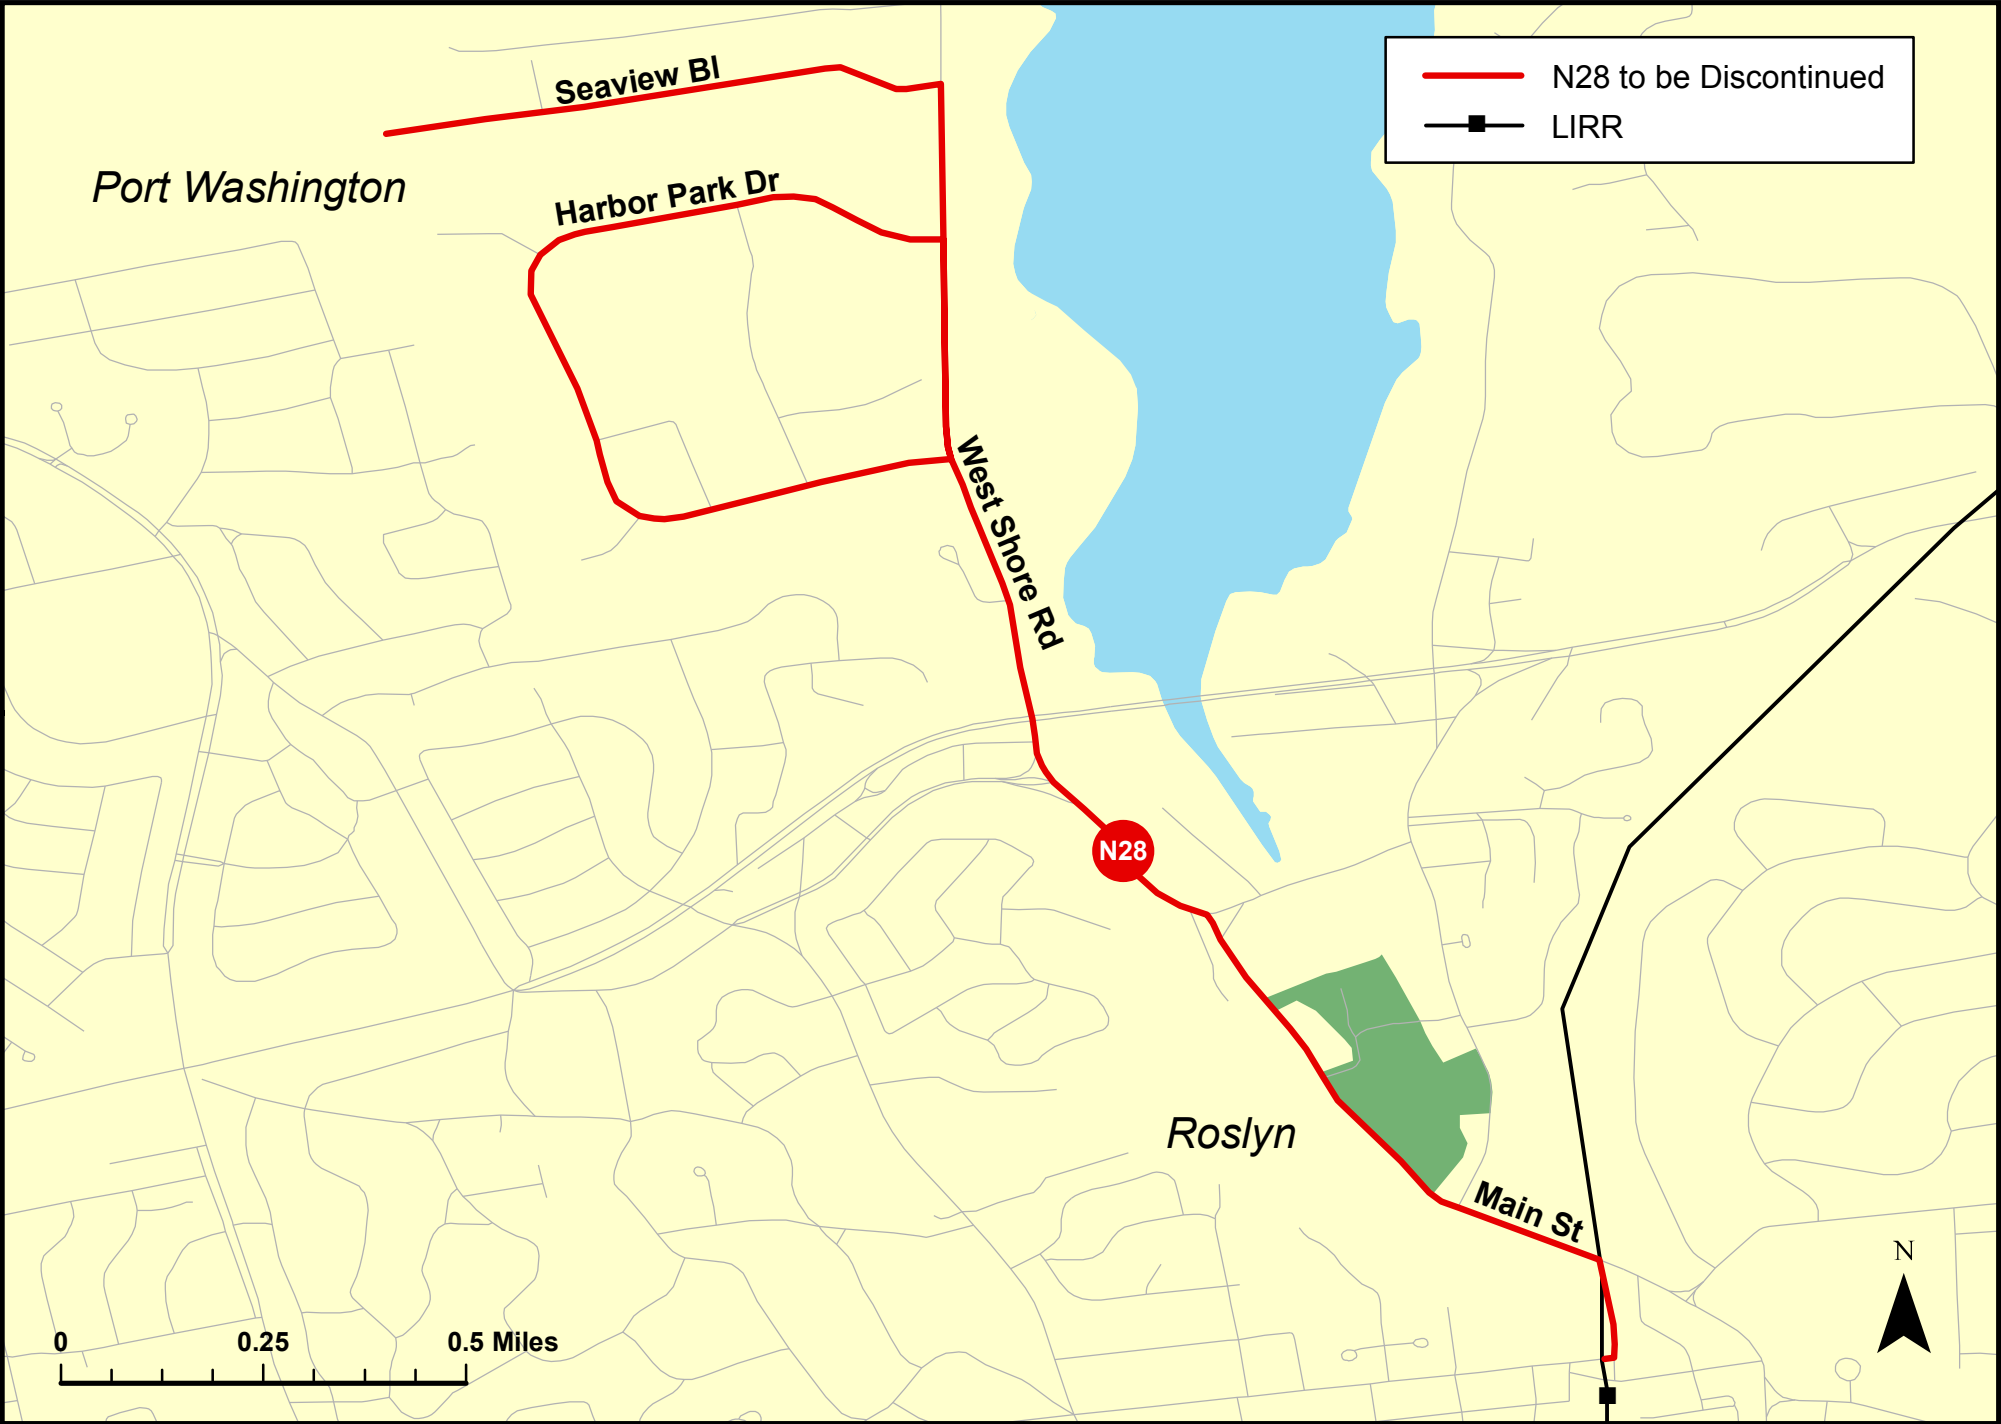 Seaview Bl
N28 to be Discontinued
LIRR
Port Washington
Harbor Park Dr
West Shore Rd
N28
Roslyn
Main St
N
0 0.25 0.5 Miles